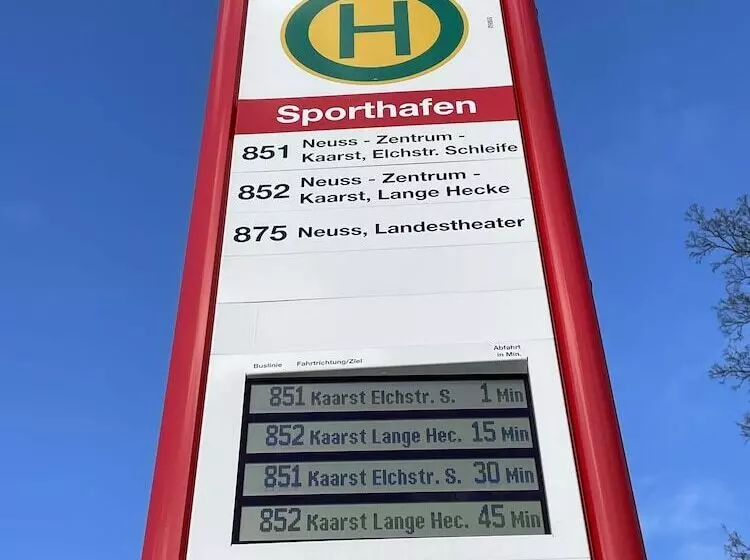 H
Sporthafen
851 Neuss - Zentrum -
Kaarst, Elchstr. Schleife
852 Neuss - Zentrum -
Kaarst, Lange Hecke
875 Neuss, Landestheater
Buslinie Fahrtrichtung/Ziel Abfahrt
in Min.
851 Kaarst Elchstr. S. 1 Min
852 Kaarst Lange Hec. 15 Min
851 Kaarst Elchstr. S. 30 Min
852 Kaarst Lange Hec. 45 Min